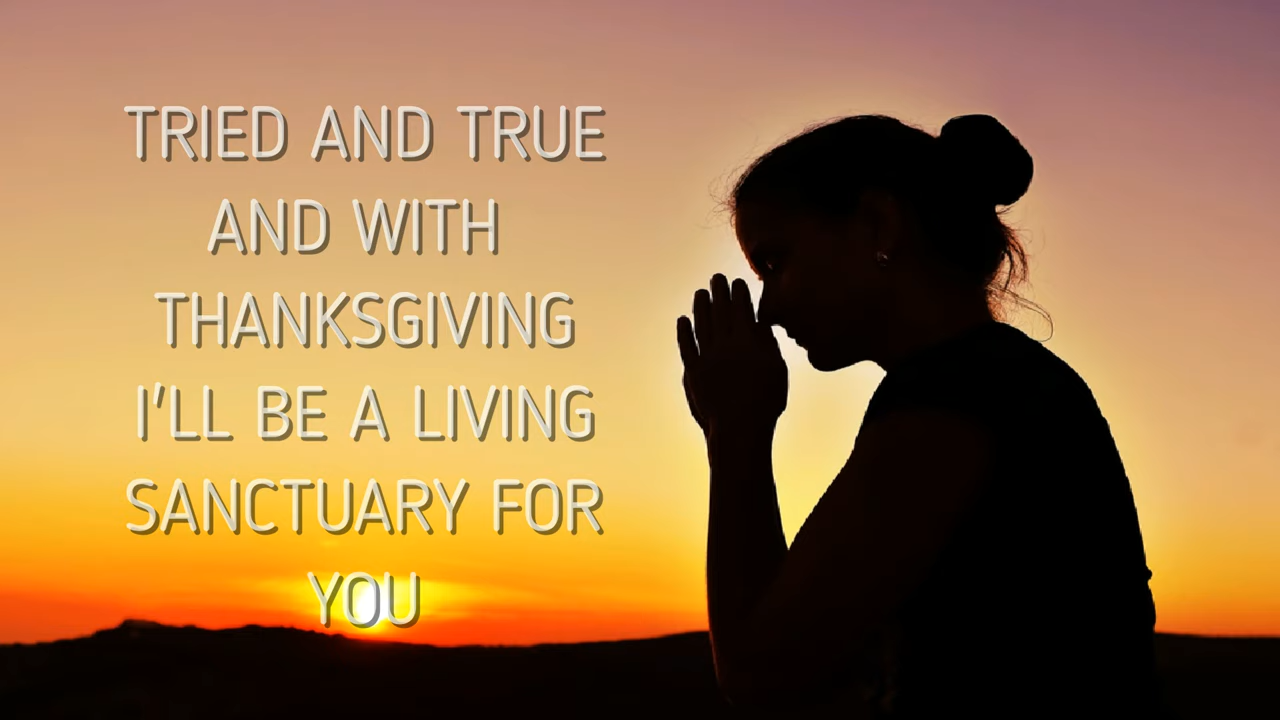 TRIED AND TRUE
AND WITH
THANKSGIVING
I'LL BE A LIVING
SANCTUARY FOR
YOU